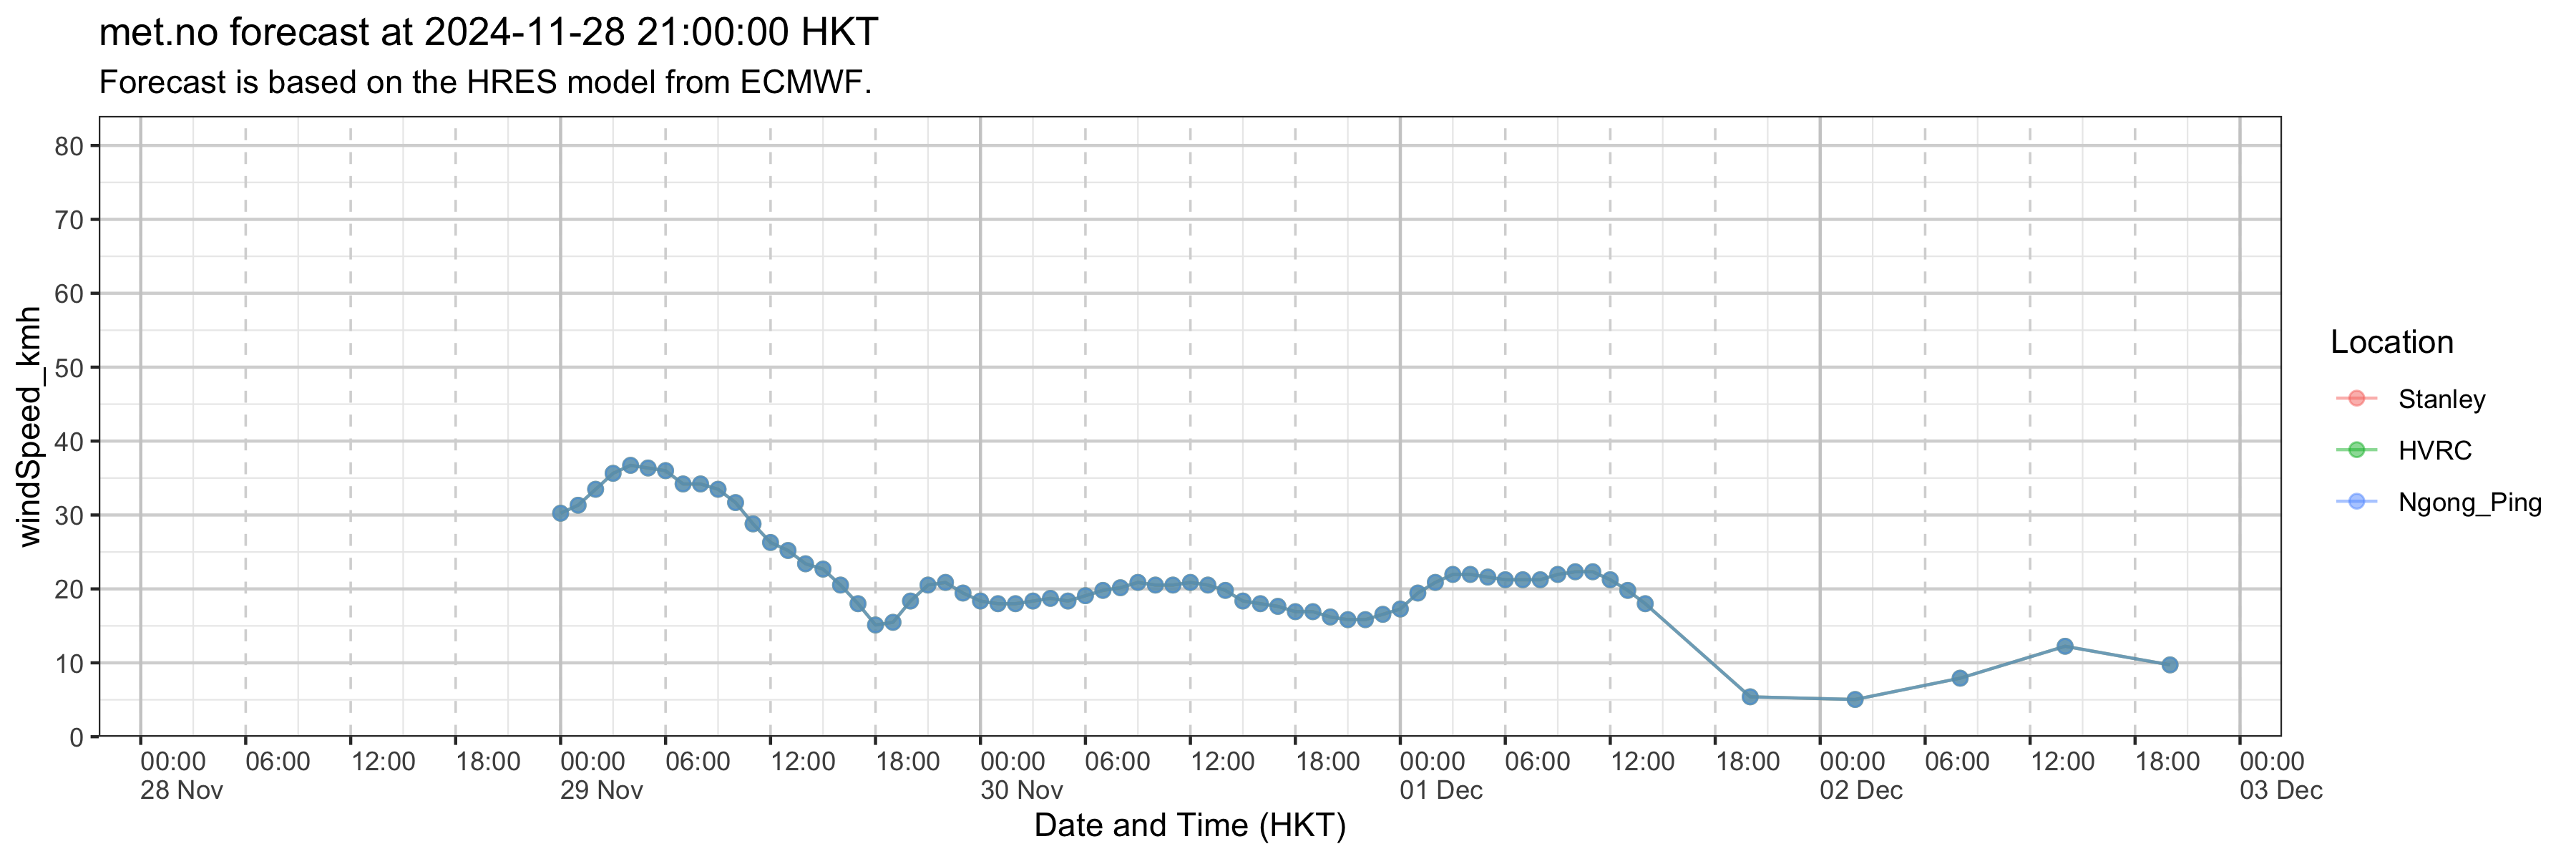 met.no forecast at 2024-11-28 21:00:00 HKT
Forecast is based on the HRES model from ECMWF.
windSpeed_kmh
80
70
60
50
40
30
20
10
0
00:00 06:00 12:00 18:00 00:00 06:00 12:00 18:00 00:00 06:00 12:00 18:00 00:00 06:00 12:00 18:00 00:00 06:00 12:00 18:00 00:00
28 Nov 29 Nov 30 Nov 01 Dec 02 Dec 03 Dec
Date and Time (HKT)
Location
Stanley
HVRC
Ngong_Ping